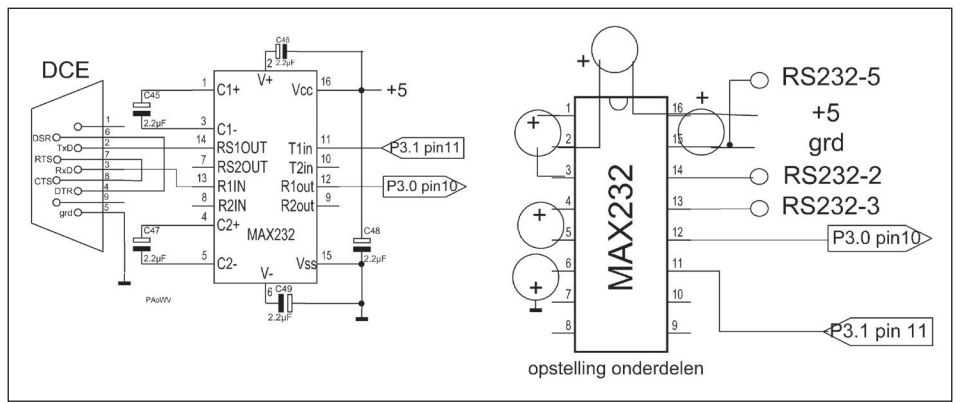 DCE
1
6
DSR
2
TxD
7
RTS
3
RxD
8
CTS
4
DTR
9
5
grd
C45
2.2µF
C46
2.2µF
2
V+
1
C1+
16
Vcc
+5
3
C1-
14
RS1OUT
11
T1in
P3.1 pin11
7
RS2OUT
10
T2in
13
R1IN
12
R1out
P3.0 pin10
8
R2IN
9
R2out
4
C2+
MAX232
C47
2.2µF
C48
2.2µF
5
C2-
15
Vss
V-
6
C49
2.2µF
PAoWV
+
RS232-5
1
16
+
+5
+
2
15
grd
3
14
RS232-2
4
13
RS232-3
+
5
12
P3.0 pin10
6
11
+
7
10
P3.1 pin 11
8
9
MAX232
opstelling onderdelen